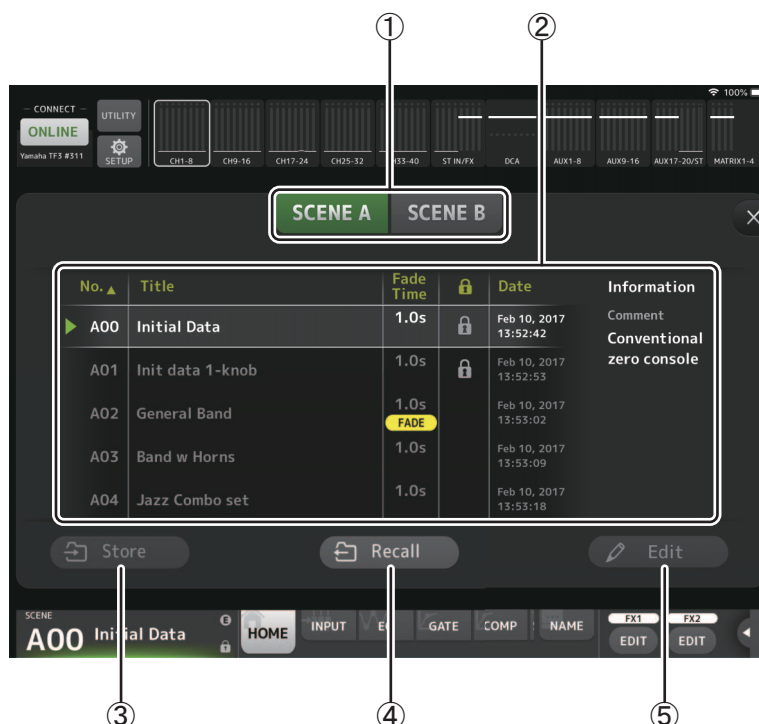 ① ②
100%
CONNECT
UTILITY
ONLINE
SETUP
Yamaha TF3 #311
CH1-8 CH9-16 CH17-24 CH25-32 H33-40 ST IN/FX DCA AUX1-8 AUX9-16 AUX17-20/ST MATRIX1-4
SCENE A SCENE B
No. Title Fade Time Date Information
A00 Initial Data 1.0s Feb 10, 2017 13:52:42
Comment
Conventional
zero console
A01 Init data 1-knob 1.0s Feb 10, 2017 13:52:53
A02 General Band 1.0s FADE Feb 10, 2017 13:53:02
A03 Band w Horns 1.0s Feb 10, 2017 13:53:09
A04 Jazz Combo set 1.0s Feb 10, 2017 13:53:18
Store Recall Edit
SCENE
A00 Initial Data E
HOME INPUT EQ GATE COMP NAME
FX1 FX2
EDIT EDIT
③ ④ ⑤